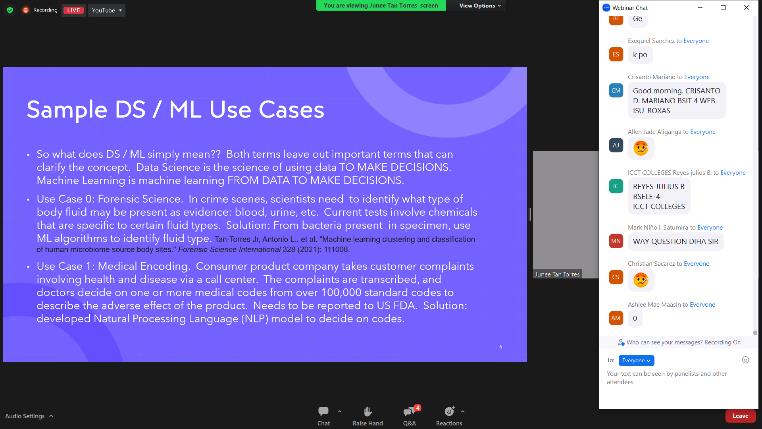 Recording
LIVE
YouTube
You are viewing Junee Tan Torres' screen
View Options
Webinar Chat
Sample DS / ML Use Cases
• So what does DS / ML simply mean?? Both terms leave out important terms that can
clarify the concept. Data Science is the science of using data TO MAKE DECISIONS.
Machine Learning is machine learning FROM DATA TO MAKE DECISIONS.
• Use Case 0: Forensic Science. In crime scenes, scientists need to identify what type of
body fluid may be present as evidence: blood, urine, etc. Current tests involve chemicals
that are specific to certain fluid types. Solution: From bacteria present in specimen, use
ML algorithms to identify fluid type. Tan-Torres Jr, Antonio L., et al. "Machine learning clustering and classification
of human microbiome source body sites." Forensic Science International 328 (2021): 111008.
• Use Case 1: Medical Encoding. Consumer product company takes customer complaints
involving health and disease via a call center. The complaints are transcribed, and
doctors decide on one or more medical codes from over 100,000 standard codes to
describe the adverse effect of the product. Needs to be reported to US FDA. Solution:
developed Natural Processing Language (NLP) model to decide on codes.
Junee Tan Torres
Ge
Exequiel Sanchez to Everyone
ES
k po
Crisanto Mariano to Everyone
CM
Good morning. CRISANTO
D. MARIANO BSIT 4 WEB
ISU ROXAS
Allen Jade Aliganga to Everyone
AJ
ICCT COLLEGES Reyes julius B. to Everyone
IC
REYES JULIUS B
BSELE-4
ICCT COLLEGES
Mark Niño I. Satumira to Everyone
MN
WAY QUESTION DIHA SIR
Christian Sacarez to Everyone
CS
Ashlee Mae Maasin to Everyone
AM
0
Who can see your messages? Recording On
To:
Everyone
Your text can be seen by panelists and other
attendees
Audio Settings
Chat
Raise Hand
4
Q&A
Reactions
Leave